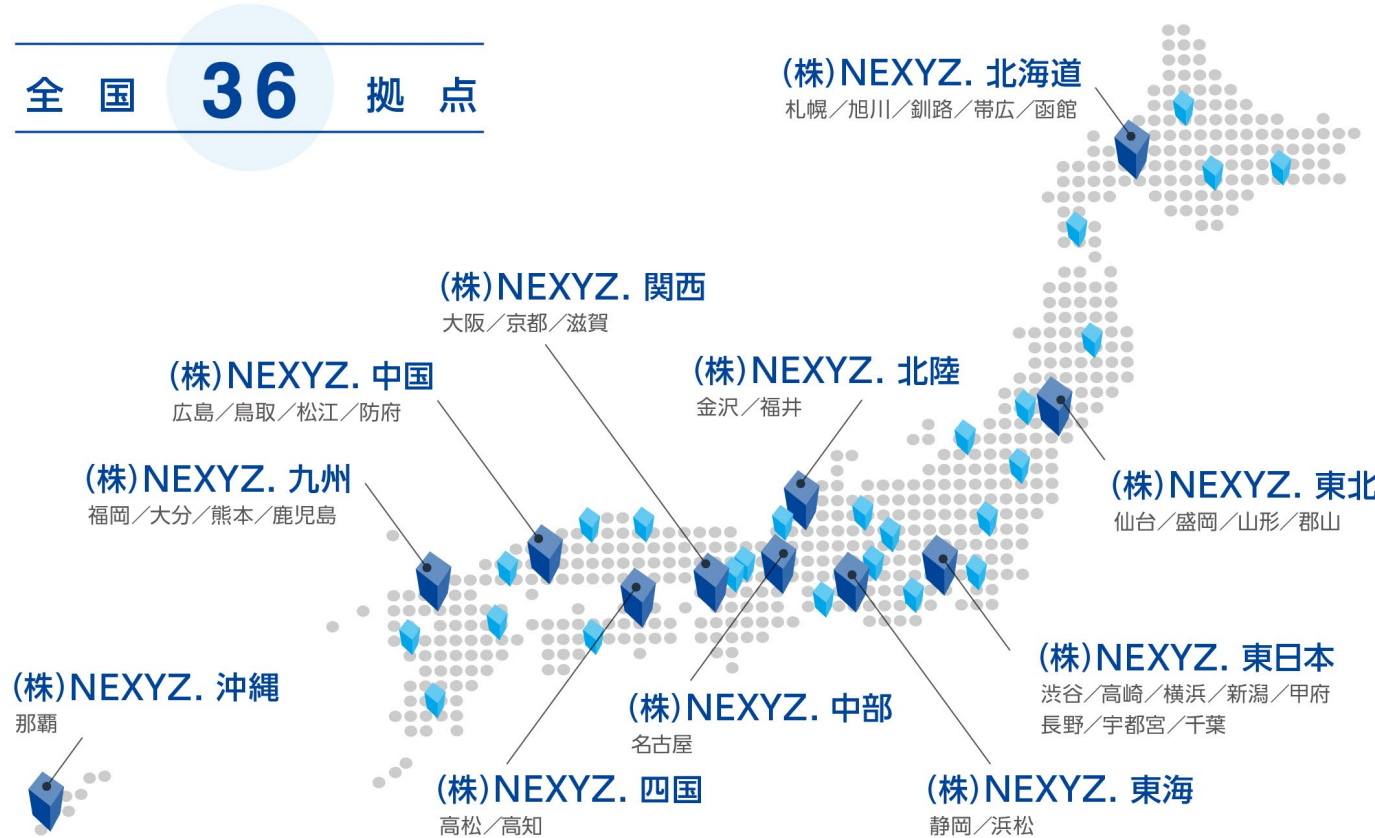 全国 36 拠点
(株)NEXYZ. 北海道
札幌／旭川／釧路／帯広／函館
(株)NEXYZ. 関西
大阪／京都／滋賀
(株)NEXYZ. 中国
広島／鳥取／松江／防府
(株)NEXYZ. 北陸
金沢／福井
(株)NEXYZ. 九州
福岡／大分／熊本／鹿児島
(株)NEXYZ. 東北
仙台／盛岡／山形／郡山
(株)NEXYZ. 沖縄
那覇
(株)NEXYZ. 東日本
渋谷／高崎／横浜／新潟／甲府
長野／宇都宮／千葉
(株)NEXYZ. 中部
名古屋
(株)NEXYZ. 四国
高松／高知
(株)NEXYZ. 東海
静岡／浜松